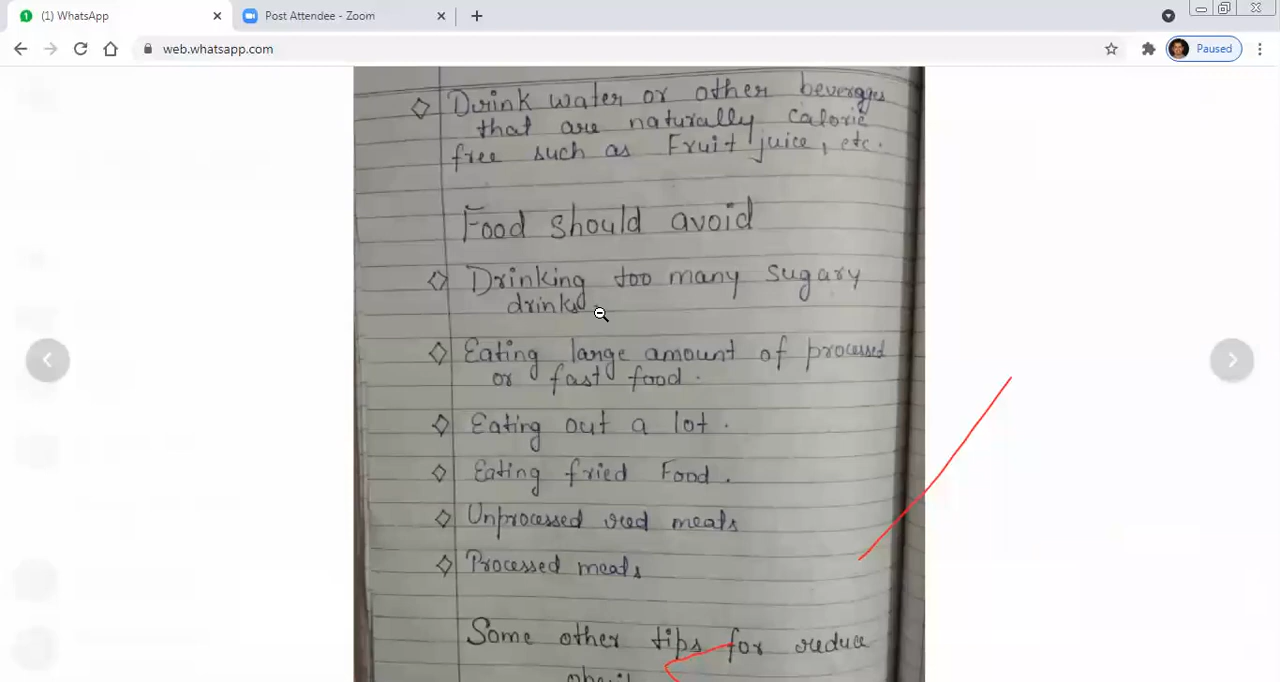 (1) WhatsApp
Post Attendee - Zoom
web.whatsapp.com
Paused
Drink water or other beverages
that are naturally calorie
free such as Fruit juice, etc.
Food should avoid
Drinking too many sugary
drinks.
Eating large amount of processed
or fast food.
Eating out a lot.
Eating fried Food.
Unprocessed red meats
Processed meats
Some other tips for reduce